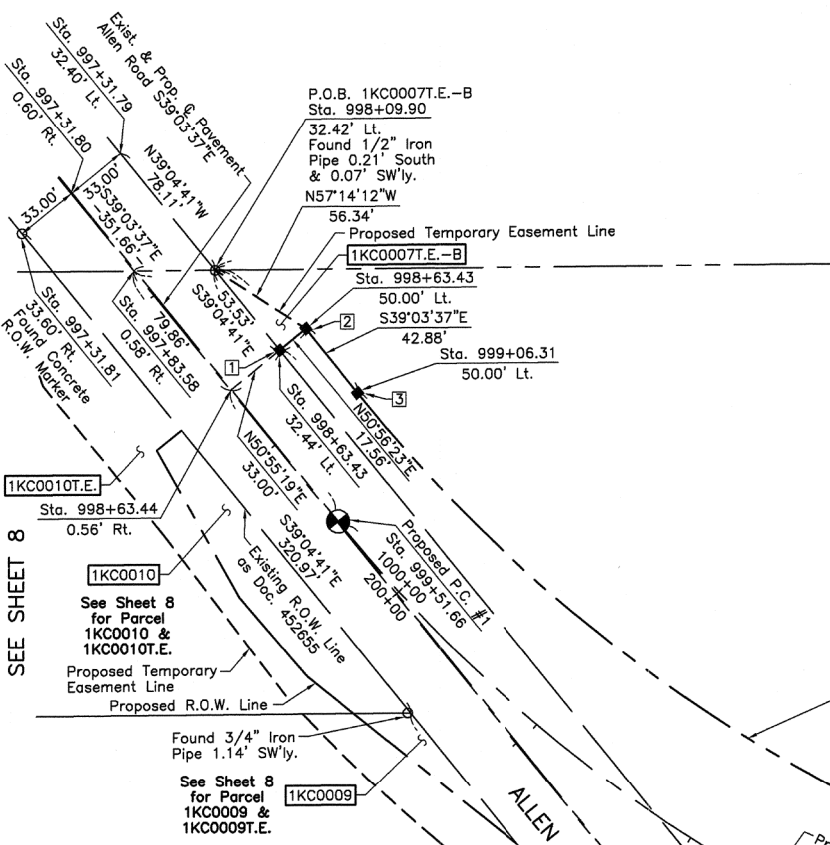 Exist. & Prop. ℄ Pavement
Allen Road S39°03'37"E
Sta. 997+31.79
32.40' Lt.
Sta. 997+31.80
0.60' Rt.
P.O.B. 1KC0007T.E.-B
Sta. 998+09.90
32.42' Lt.
Found 1/2" Iron
Pipe 0.21' South
& 0.07' SW'ly.
N57°14'12"W
56.34'
Proposed Temporary Easement Line
1KC0007T.E.-B
Sta. 998+63.43
50.00' Lt.
S39°03'37"E
42.88'
Sta. 999+06.31
50.00' Lt.
N39°04'41"W
78.11'
33.00'
33.00'
S39°03'37"E
351.66'
53.53'
S39°04'41"E
79.86'
Sta. 997+83.58
0.58' Rt.
Sta. 997+31.81
33.60' Rt.
Found Concrete
R.O.W. Marker
1
2
3
N50°56'23"E
17.56'
Sta. 998+63.43
32.44' Lt.
N50°55'19"E
33.00'
1KC0010T.E.
Sta. 998+63.44
0.56' Rt.
S39°04'41"E
320.97'
Existing R.O.W. Line
as Doc. 452655
Proposed P.C. #1
Sta. 999+51.66
1000+00
200+00
SEE SHEET 8
1KC0010
See Sheet 8
for Parcel
1KC0010 &
1KC0010T.E.
Proposed Temporary
Easement Line
Proposed R.O.W. Line
Found 3/4" Iron
Pipe 1.14' SW'ly.
See Sheet 8
for Parcel
1KC0009 &
1KC0009T.E.
1KC0009
ALLEN